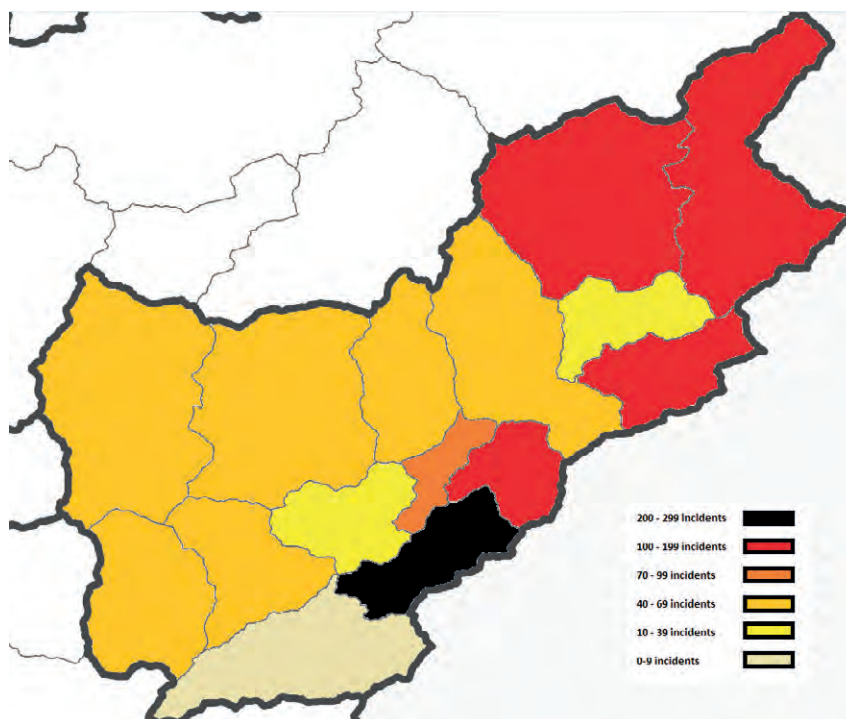 200 - 299 Incidents
100 - 199 incidents
70 - 99 incidents
40 - 69 incidents
10 - 39 incidents
0-9 incidents